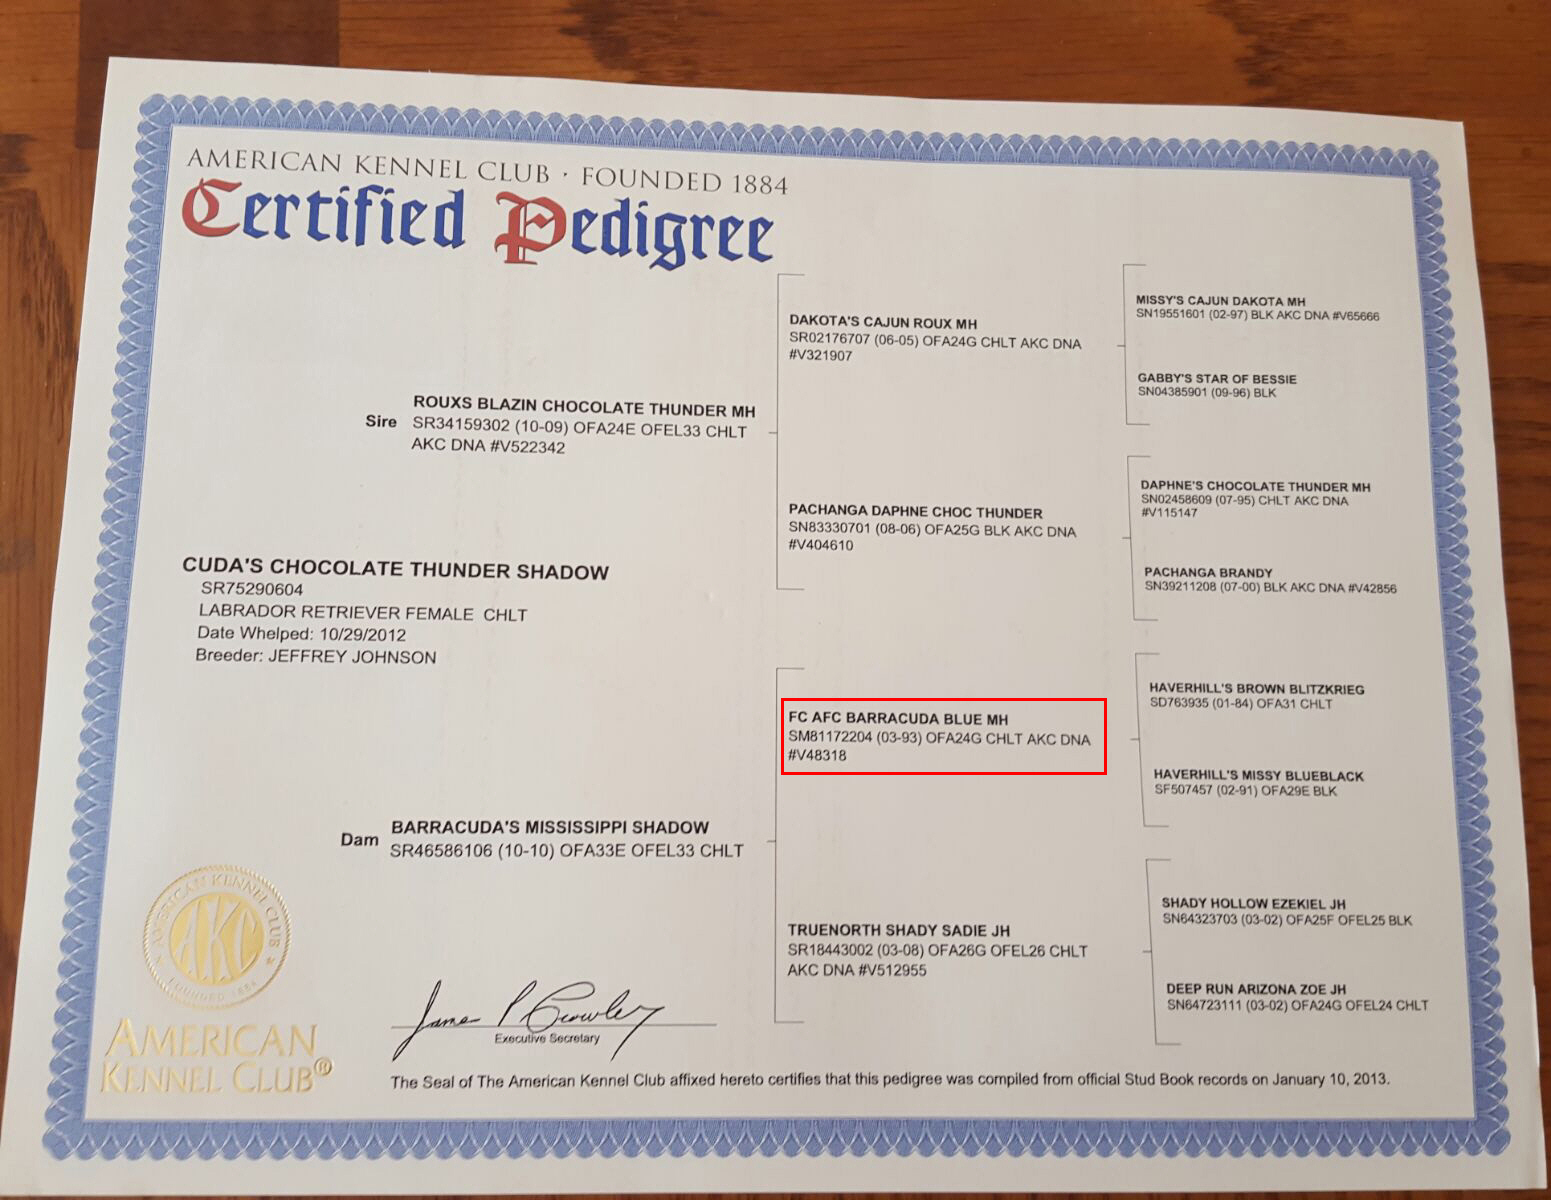 AMERICAN KENNEL CLUB · FOUNDED 1884
Certified Pedigree
MISSY'S CAJUN DAKOTA MH
SN19551601 (02-97) BLK AKC DNA #V65666
DAKOTA'S CAJUN ROUX MH
SR02176707 (06-05) OFA24G CHLT AKC DNA
#V321907
GABBY'S STAR OF BESSIE
SN04385901 (09-96) BLK
Sire
ROUXS BLAZIN CHOCOLATE THUNDER MH
SR34159302 (10-09) OFA24E OFEL33 CHLT
AKC DNA #V522342
DAPHNE'S CHOCOLATE THUNDER MH
SN02458609 (07-95) CHLT AKC DNA
#V115147
PACHANGA DAPHNE CHOC THUNDER
SN83330701 (08-06) OFA25G BLK AKC DNA
#V404610
PACHANGA BRANDY
SN39211208 (07-00) BLK AKC DNA #V42856
CUDA'S CHOCOLATE THUNDER SHADOW
SR75290604
LABRADOR RETRIEVER FEMALE CHLT
Date Whelped: 10/29/2012
Breeder: JEFFREY JOHNSON
HAVERHILL'S BROWN BLITZKRIEG
SD763935 (01-84) OFA31 CHLT
FC AFC BARRACUDA BLUE MH
SM81172204 (03-93) OFA24G CHLT AKC DNA
#V48318
HAVERHILL'S MISSY BLUEBLACK
SF507457 (02-91) OFA29E BLK
Dam
BARRACUDA'S MISSISSIPPI SHADOW
SR46586106 (10-10) OFA33E OFEL33 CHLT
SHADY HOLLOW EZEKIEL JH
SN64323703 (03-02) OFA25F OFEL25 BLK
TRUENORTH SHADY SADIE JH
SR18443002 (03-08) OFA26G OFEL26 CHLT
AKC DNA #V512955
DEEP RUN ARIZONA ZOE JH
SN64723111 (03-02) OFA24G OFEL24 CHLT
AMERICAN KENNEL CLUB
AKC
FOUNDED 1884
AMERICAN
KENNEL CLUB®
James P Crowley
Executive Secretary
The Seal of The American Kennel Club affixed hereto certifies that this pedigree was compiled from official Stud Book records on January 10, 2013.